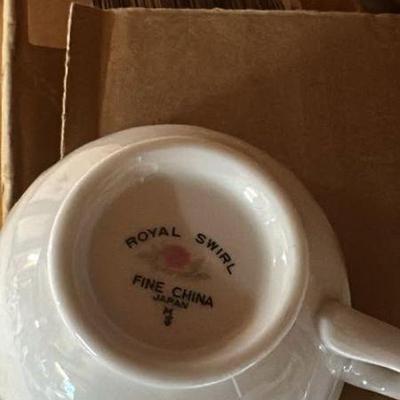 ROYAL SWIRL
FINE CHINA
JAPAN